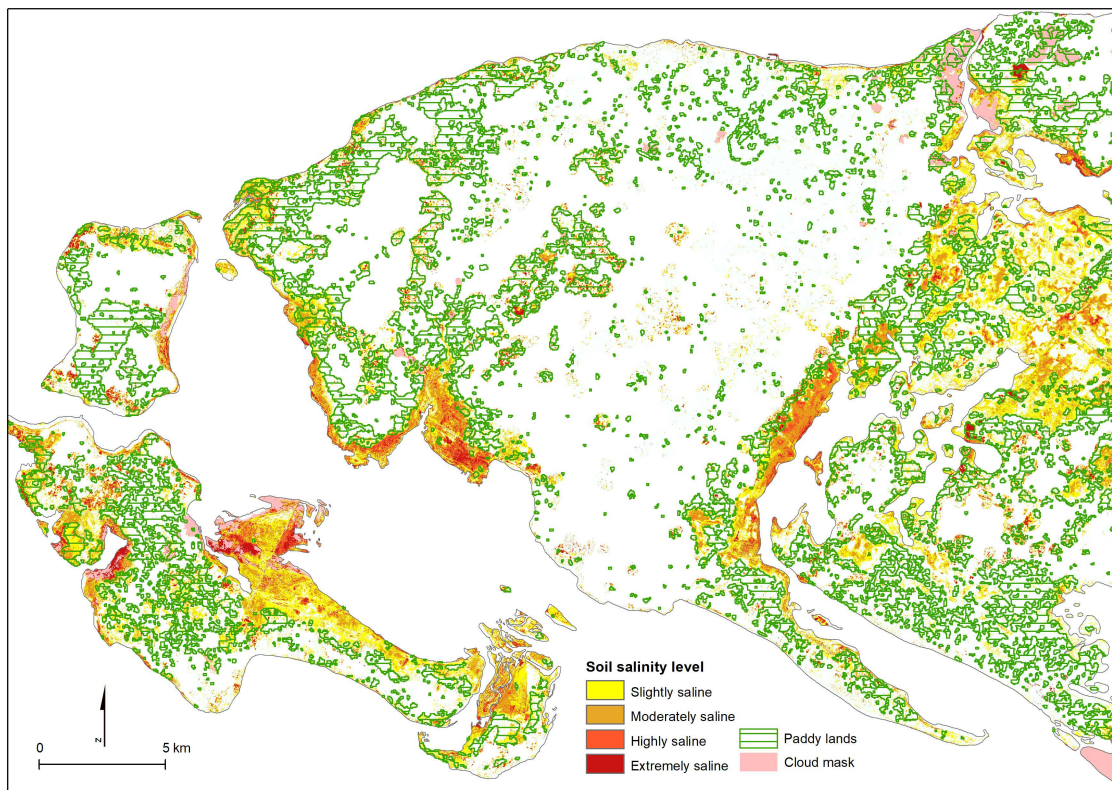 Soil salinity level
Slightly saline
Moderately saline
Highly saline
Extremely saline
Paddy lands
Cloud mask
N
0 5 km